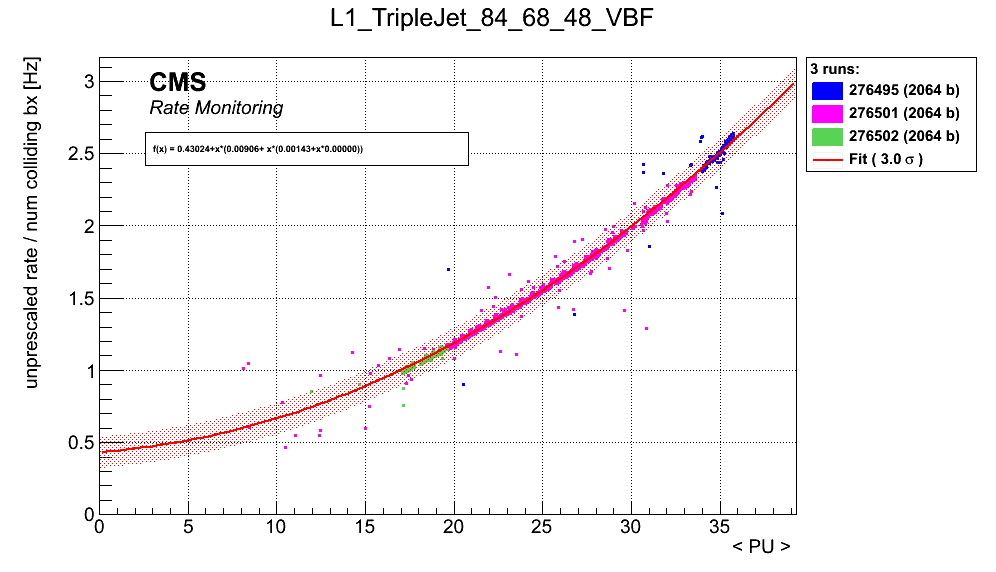 L1_TripleJet_84_68_48_VBF
unprescaled rate / num colliding bx [Hz]
CMS
Rate Monitoring
f(x) = 0.43024+x*(0.00906+ x*(0.00143+x*0.00000))
3 runs:
276495 (2064 b)
276501 (2064 b)
276502 (2064 b)
Fit ( 3.0 σ )
3
2.5
2
1.5
1
0.5
0
0 5 10 15 20 25 30 35
< PU >